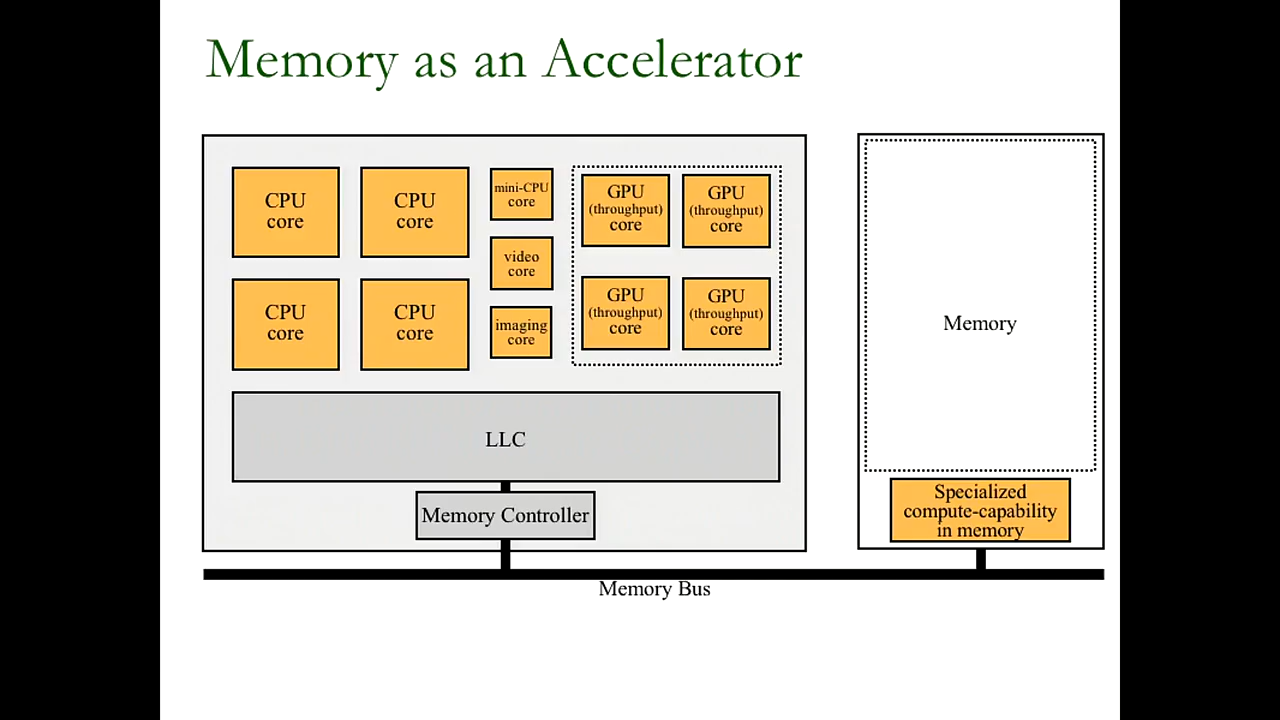 Memory as an Accelerator
CPU
core
CPU
core
mini-CPU
core
video
core
imaging
core
GPU
(throughput)
core
GPU
(throughput)
core
CPU
core
CPU
core
GPU
(throughput)
core
GPU
(throughput)
core
LLC
Memory Controller
Memory
Specialized
compute-capability
in memory
Memory Bus